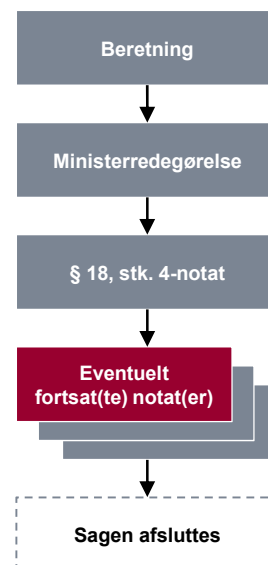 Beretning
Ministerredegørelse
§ 18, stk. 4-notat
Eventuelt
fortsat(te) notat(er)
Sagen afsluttes